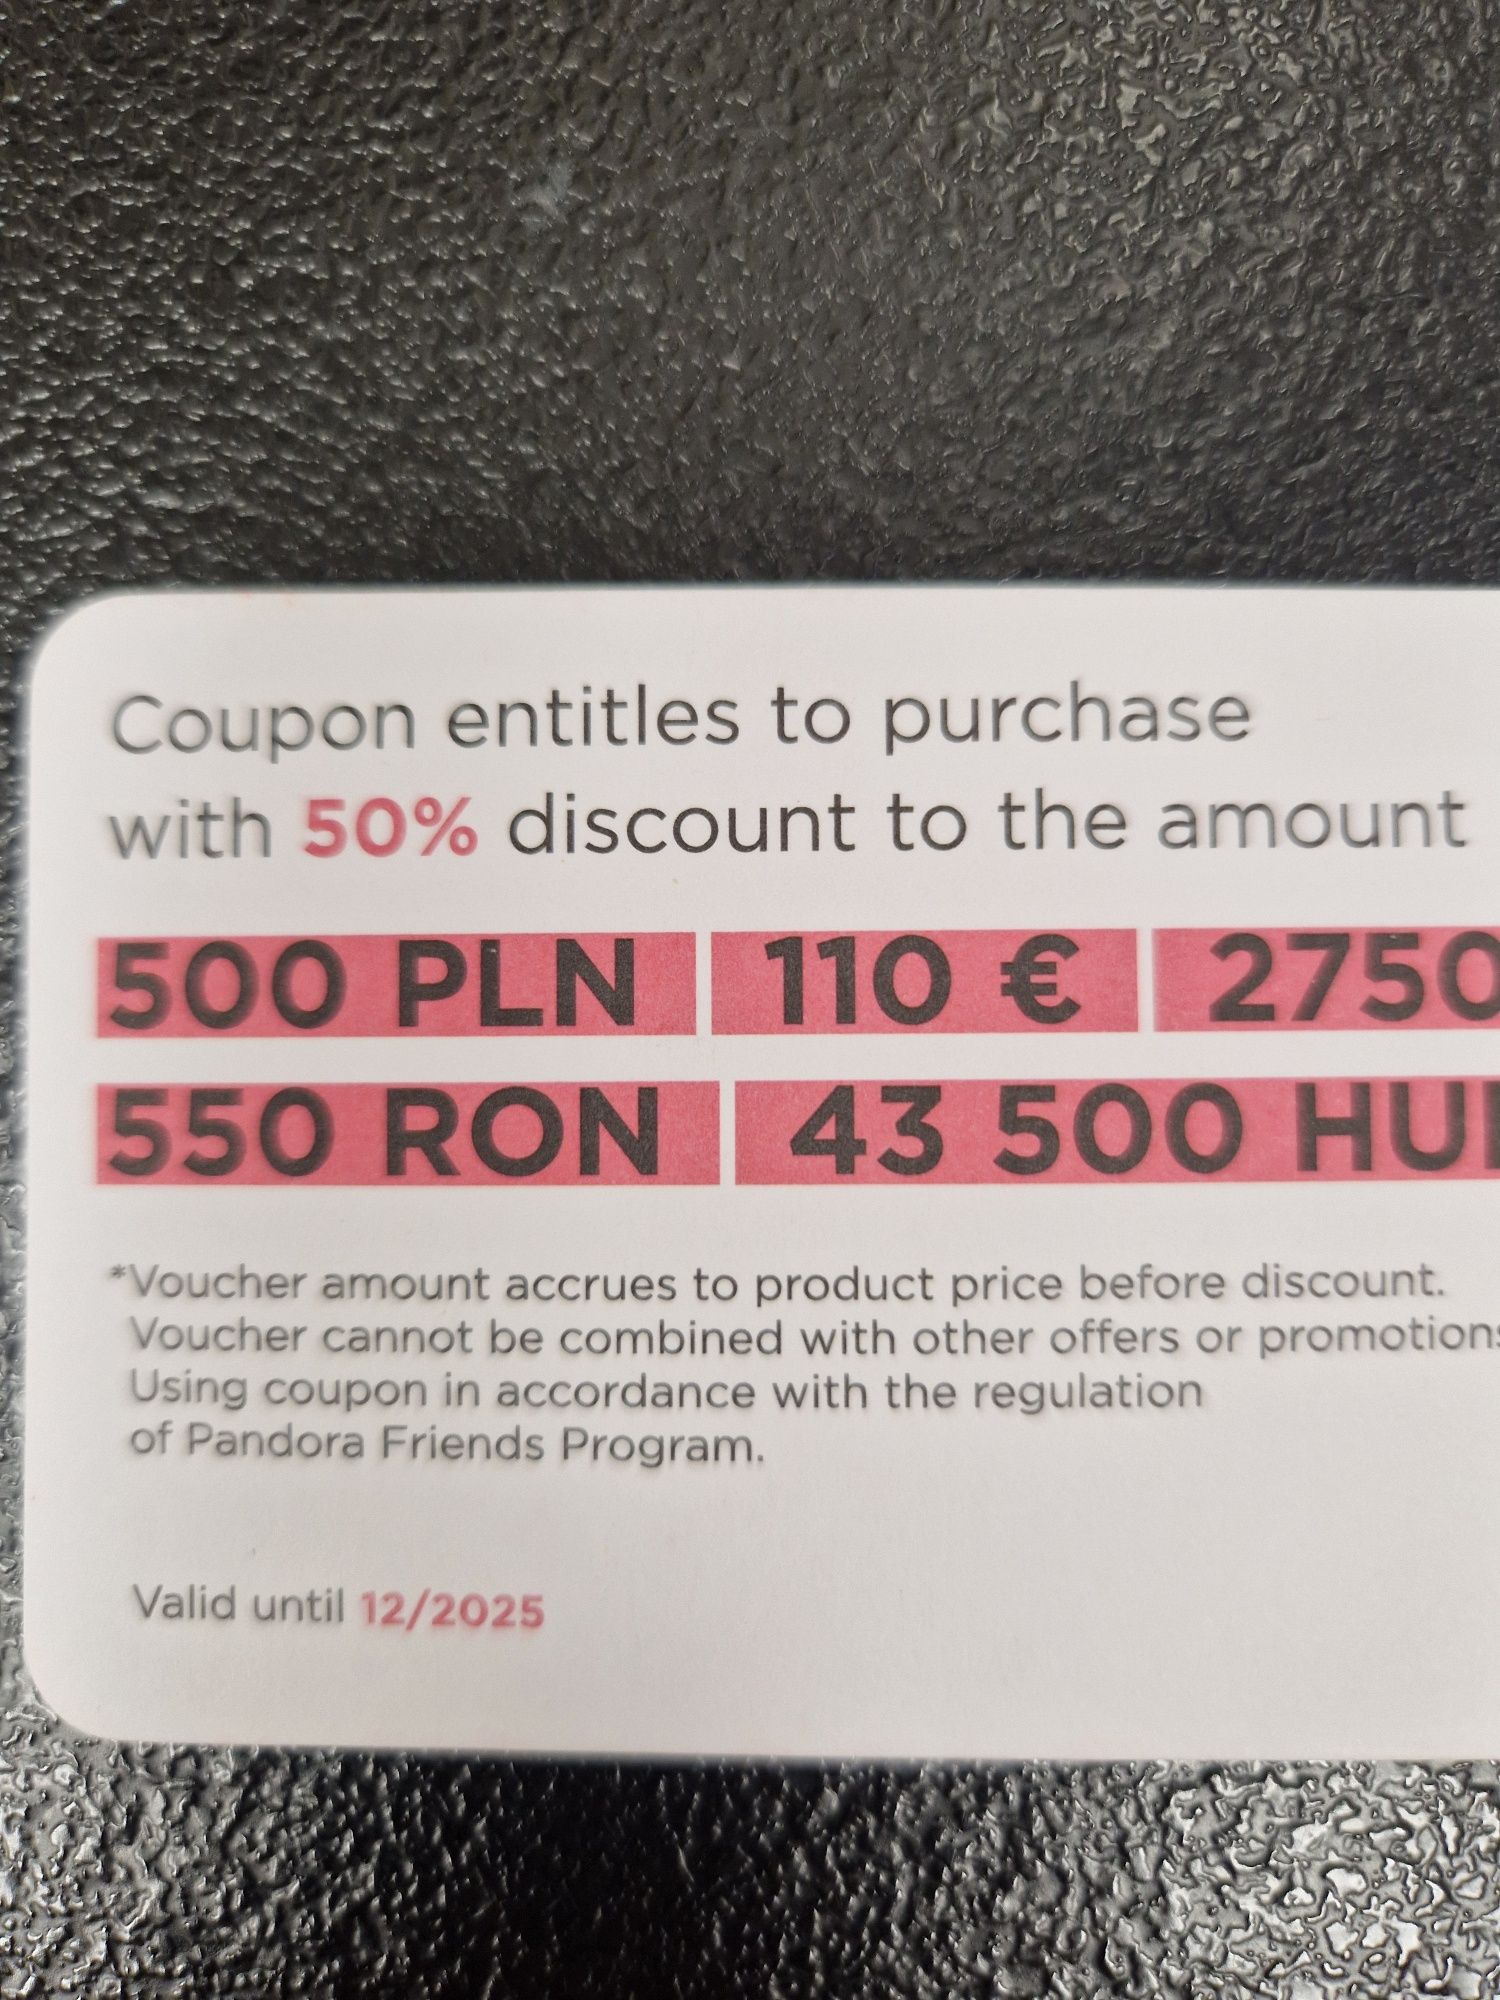 Coupon entitles to purchase
with 50% discount to the amount
500 PLN 110 € 2750
550 RON 43 500
*Voucher amount accrues to product price before discount.
Voucher cannot be combined with other offers or promotions
Using coupon in accordance with the regulation
of Pandora Friends Program.
Valid until 12/2025